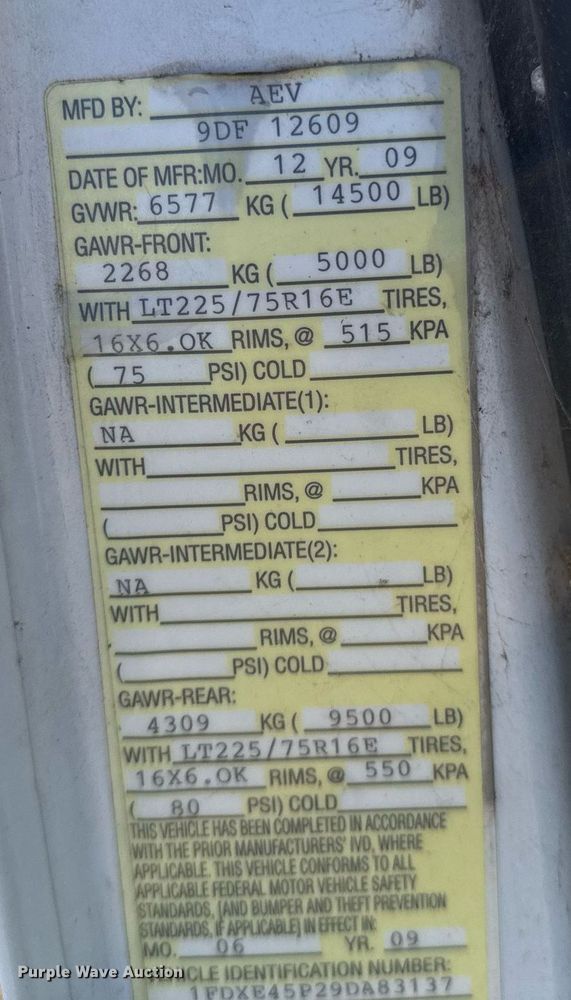 MFD BY: AEV
9DF 12609
DATE OF MFR:MO. 12 YR. 09
GVWR: 6577 KG ( 14500 LB)
GAWR-FRONT:
2268 KG ( 5000 LB)
WITH LT225/75R16E TIRES,
16X6.0K RIMS, @ 515 KPA
( 75 PSI) COLD
GAWR-INTERMEDIATE(1):
NA KG ( LB)
WITH TIRES,
RIMS, @ KPA
( PSI) COLD
GAWR-INTERMEDIATE(2):
NA KG ( LB)
WITH TIRES,
RIMS, @ KPA
( PSI) COLD
GAWR-REAR:
4309 KG ( 9500 LB)
WITH LT225/75R16E TIRES,
16X6.0K RIMS, @ 550 KPA
( 80 PSI) COLD
THIS VEHICLE HAS BEEN COMPLETED IN ACCORDANCE
WITH THE PRIOR MANUFACTURERS' IVD, WHERE
APPLICABLE. THIS VEHICLE CONFORMS TO ALL
APPLICABLE FEDERAL MOTOR VEHICLE SAFETY
STANDARDS, [AND BUMPER AND THEFT PREVENTION
STANDARDS, IF APPLICABLE] IN EFFECT IN:
MO. 06 YR. 09
VEHICLE IDENTIFICATION NUMBER:
1FDXE45P29DA83137
Purple Wave Auction